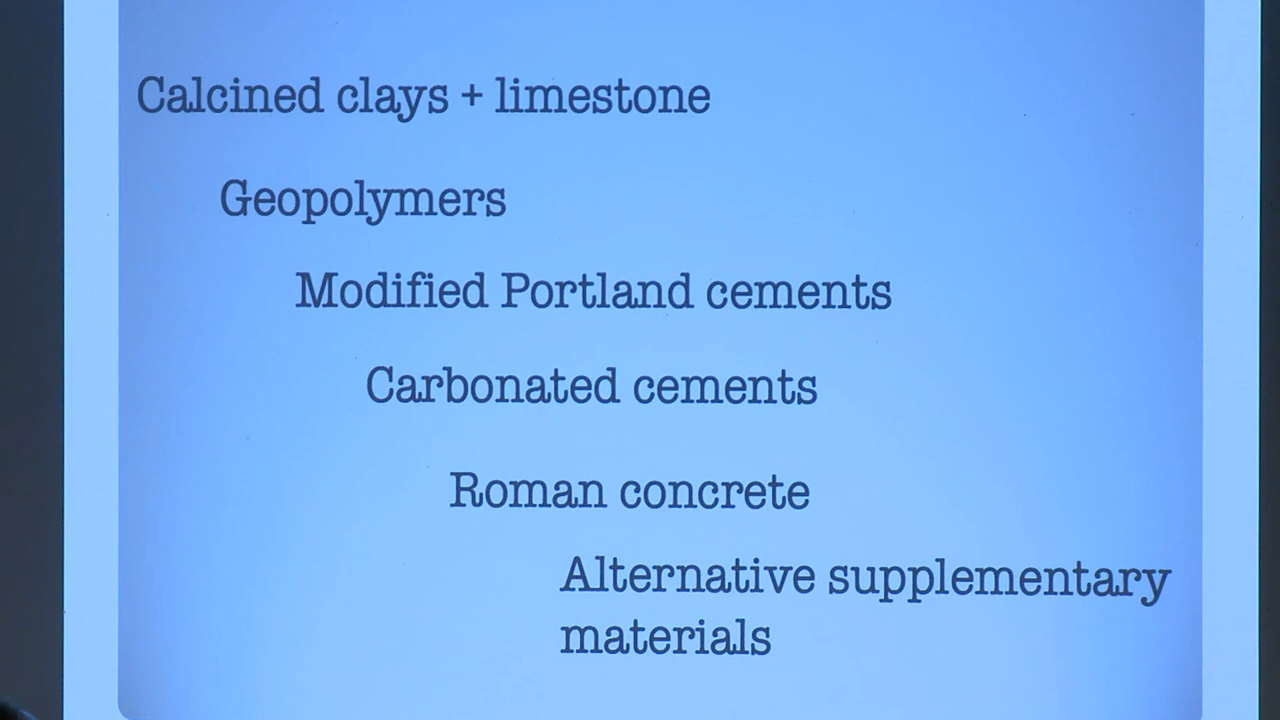 Calcined clays + limestone
Geopolymers
Modified Portland cements
Carbonated cements
Roman concrete
Alternative supplementary
materials